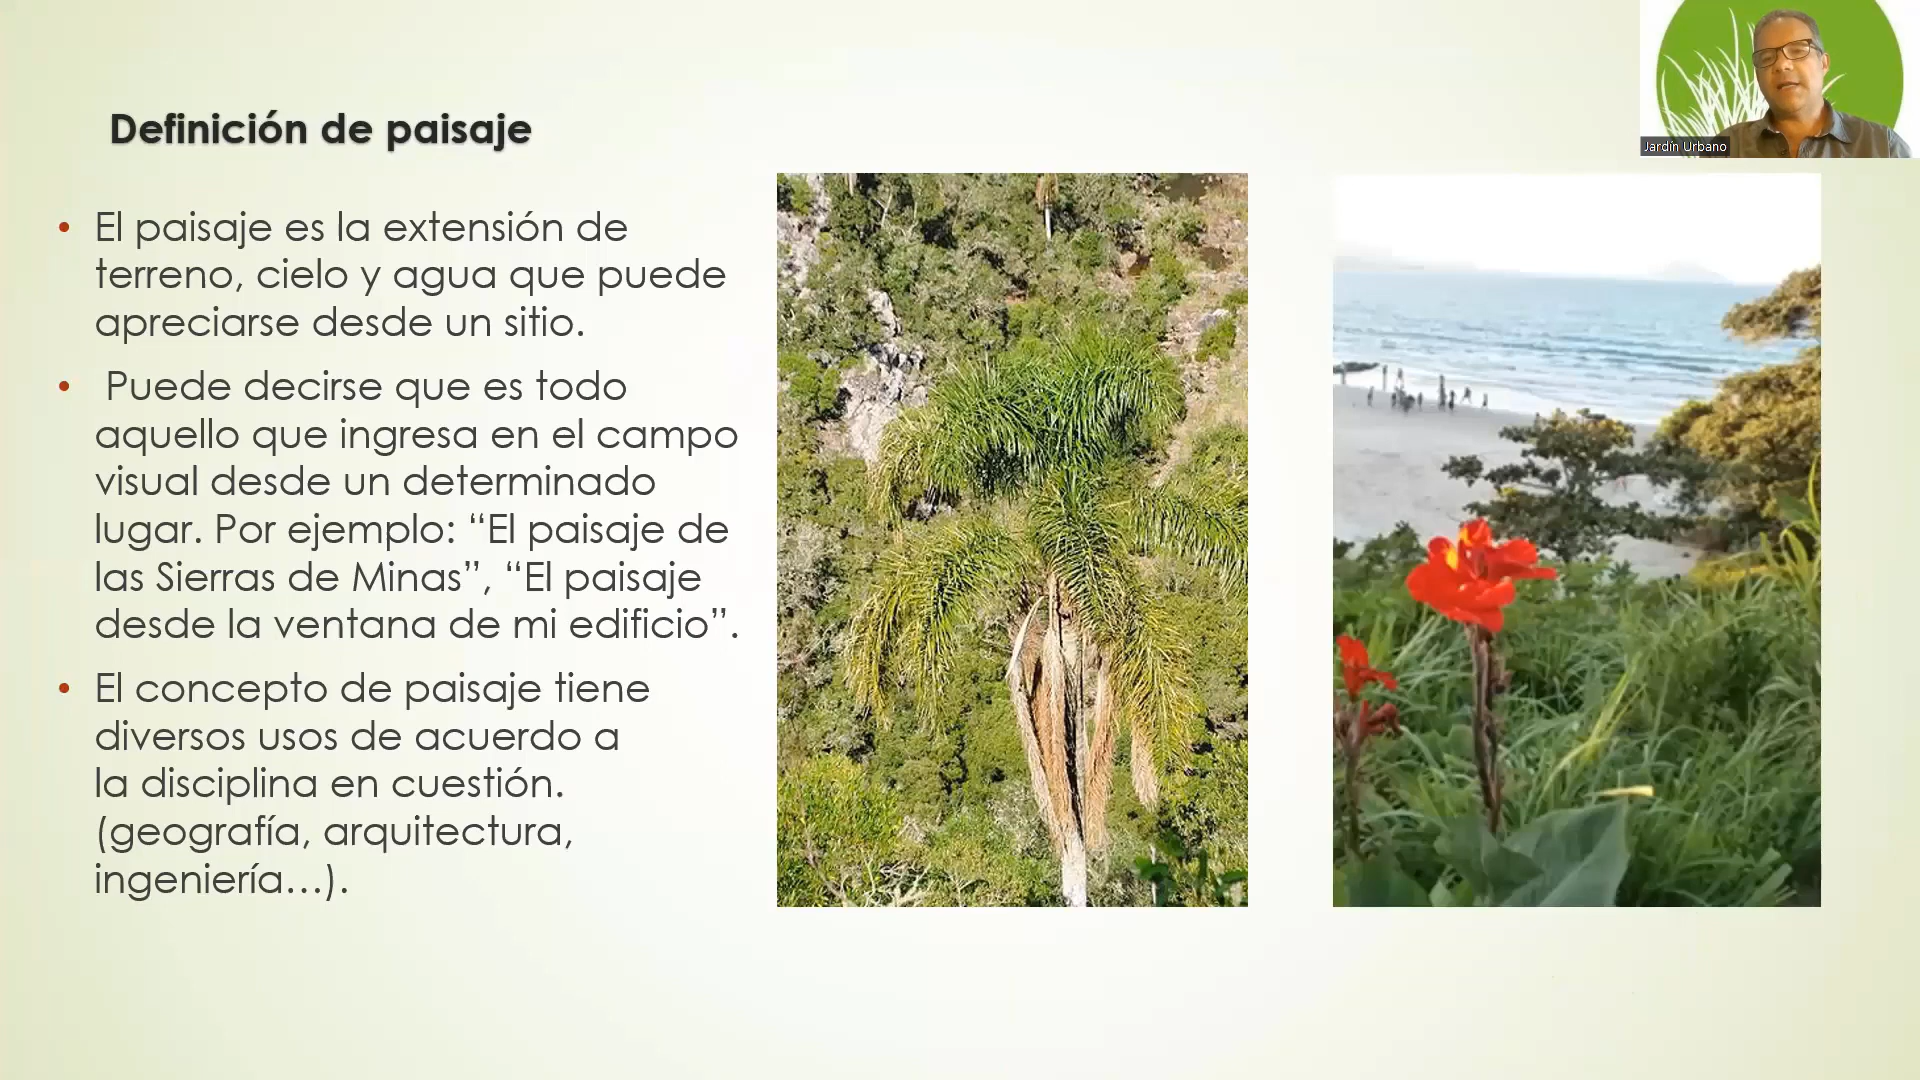 Definición de paisaje
Jardín Urbano
• El paisaje es la extensión de
terreno, cielo y agua que puede
apreciarse desde un sitio.
• Puede decirse que es todo
aquello que ingresa en el campo
visual desde un determinado
lugar. Por ejemplo: “El paisaje de
las Sierras de Minas”, “El paisaje
desde la ventana de mi edificio”.
• El concepto de paisaje tiene
diversos usos de acuerdo a
la disciplina en cuestión.
(geografía, arquitectura,
ingeniería…).